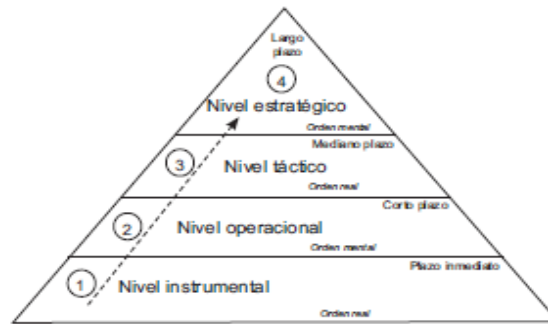 Largo
plazo
4
Nivel estratégico
Orden mental
Mediano plazo
3
Nivel táctico
Orden real
Corto plazo
2
Nivel operacional
Orden mental
Plazo inmediato
1
Nivel instrumental
Orden real